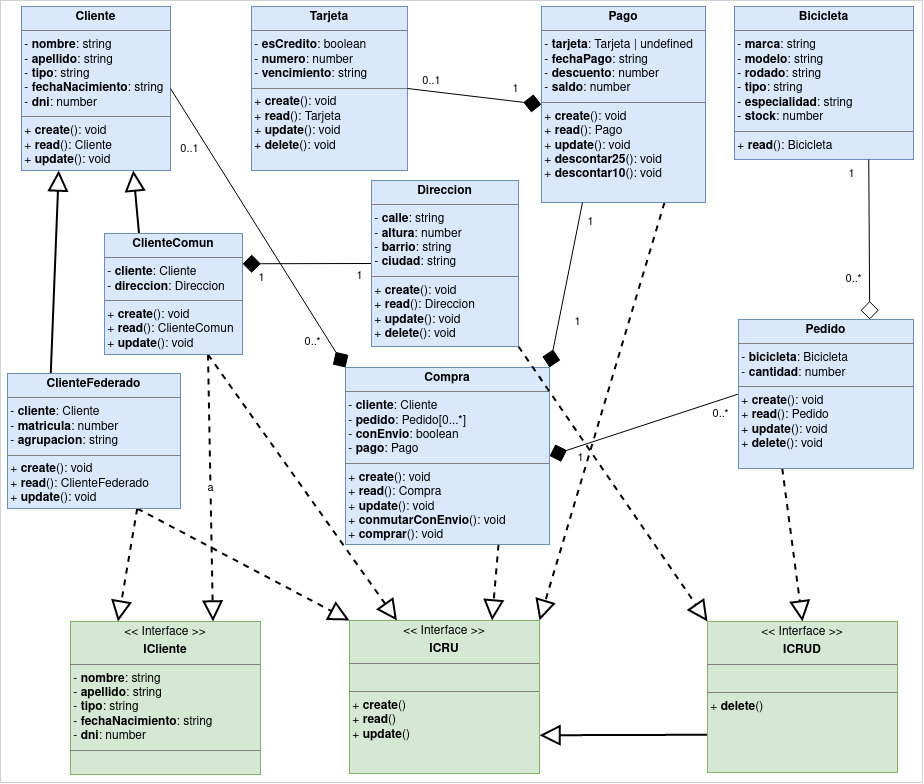 Cliente
- nombre: string
- apellido: string
- tipo: string
- fechaNacimiento: string
- dni: number
+ create(): void
+ read(): Cliente
+ update(): void
Tarjeta
- esCredito: boolean
- numero: number
- vencimiento: string
+ create(): void
+ read(): Tarjeta
+ update(): void
+ delete(): void
Pago
- tarjeta: Tarjeta | undefined
- fechaPago: string
- descuento: number
- saldo: number
+ create(): void
+ read(): Pago
+ update(): void
+ descontar25(): void
+ descontar10(): void
Bicicleta
- marca: string
- modelo: string
- rodado: string
- tipo: string
- especialidad: string
- stock: number
+ read(): Bicicleta
0..1
1
0..1
1
1
Direccion
- calle: string
- altura: number
- barrio: string
- ciudad: string
+ create(): void
+ read(): Direccion
+ update(): void
+ delete(): void
ClienteComun
- cliente: Cliente
- direccion: Direccion
+ create(): void
+ read(): ClienteComun
+ update(): void
1
1
0..*
1
0..*
Pedido
- bicicleta: Bicicleta
- cantidad: number
+ create(): void
+ read(): Pedido
+ update(): void
+ delete(): void
Compra
- cliente: Cliente
- pedido: Pedido[0...*]
- conEnvio: boolean
- pago: Pago
+ create(): void
+ read(): Compra
+ update(): void
+ conmutarConEnvio(): void
+ comprar(): void
0..*
1
ClienteFederado
- cliente: Cliente
- matricula: number
- agrupacion: string
+ create(): void
+ read(): ClienteFederado
+ update(): void
a
<< Interface >>
ICliente
- nombre: string
- apellido: string
- tipo: string
- fechaNacimiento: string
- dni: number
<< Interface >>
ICRU
+ create()
+ read()
+ update()
<< Interface >>
ICRUD
+ delete()